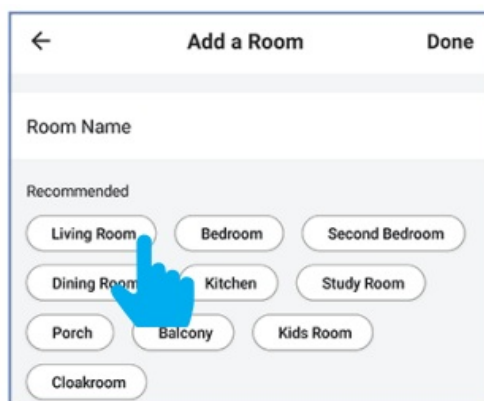 Add a Room Done
Room Name
Recommended
Living Room Bedroom Second Bedroom
Dining Room Kitchen Study Room
Porch Balcony Kids Room
Cloakroom